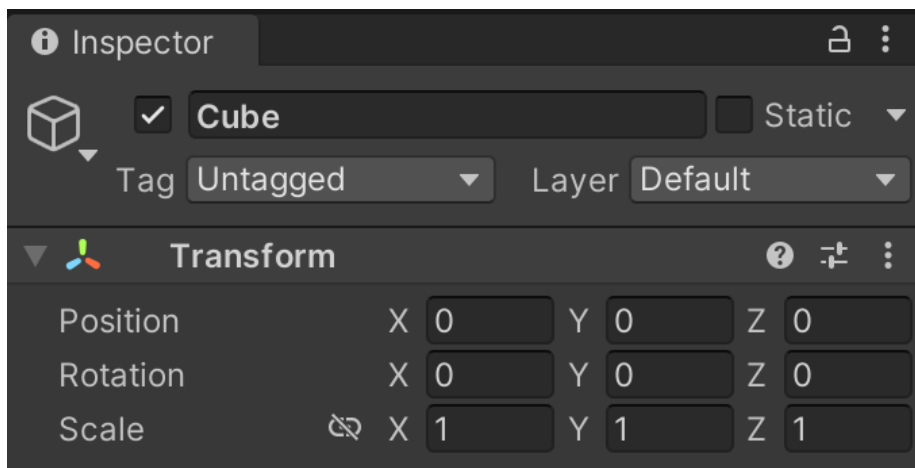 Inspector
Cube Static
Tag Untagged Layer Default
Transform
Position X 0 Y 0 Z 0
Rotation X 0 Y 0 Z 0
Scale X 1 Y 1 Z 1